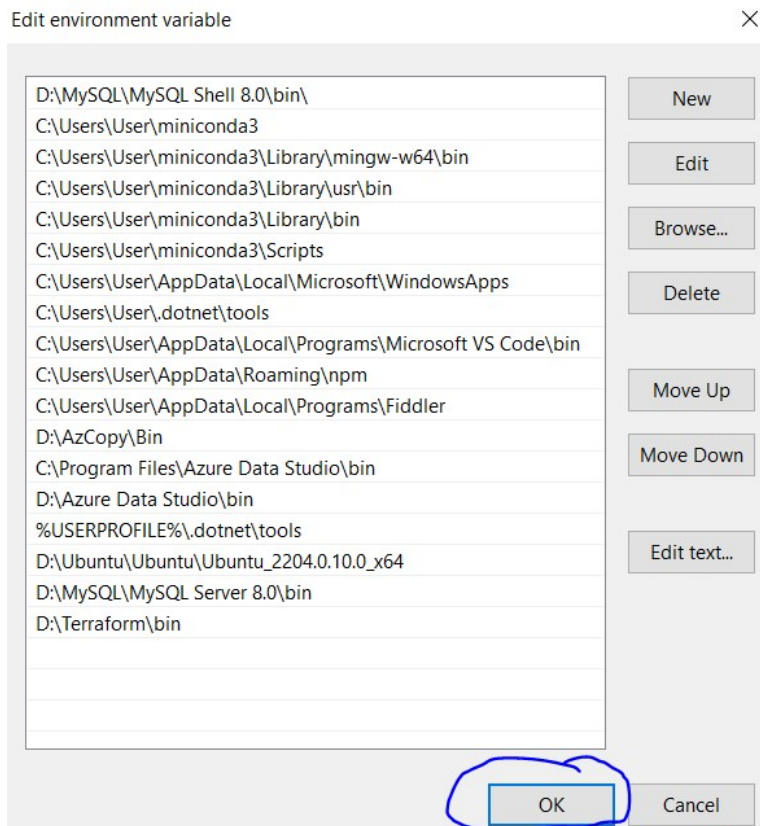 Edit environment variable
D:\MySQL\MySQL Shell 8.0\bin\
C:\Users\User\miniconda3
C:\Users\User\miniconda3\Library\mingw-w64\bin
C:\Users\User\miniconda3\Library\usr\bin
C:\Users\User\miniconda3\Library\bin
C:\Users\User\miniconda3\Scripts
C:\Users\User\AppData\Local\Microsoft\WindowsApps
C:\Users\User\.dotnet\tools
C:\Users\User\AppData\Local\Programs\Microsoft VS Code\bin
C:\Users\User\AppData\Roaming\npm
C:\Users\User\AppData\Local\Programs\Fiddler
D:\AzCopy\Bin
C:\Program Files\Azure Data Studio\bin
D:\Azure Data Studio\bin
%USERPROFILE%\.dotnet\tools
D:\Ubuntu\Ubuntu\Ubuntu_2204.0.10.0_x64
D:\MySQL\MySQL Server 8.0\bin
D:\Terraform\bin
New
Edit
Browse...
Delete
Move Up
Move Down
Edit text...
OK
Cancel